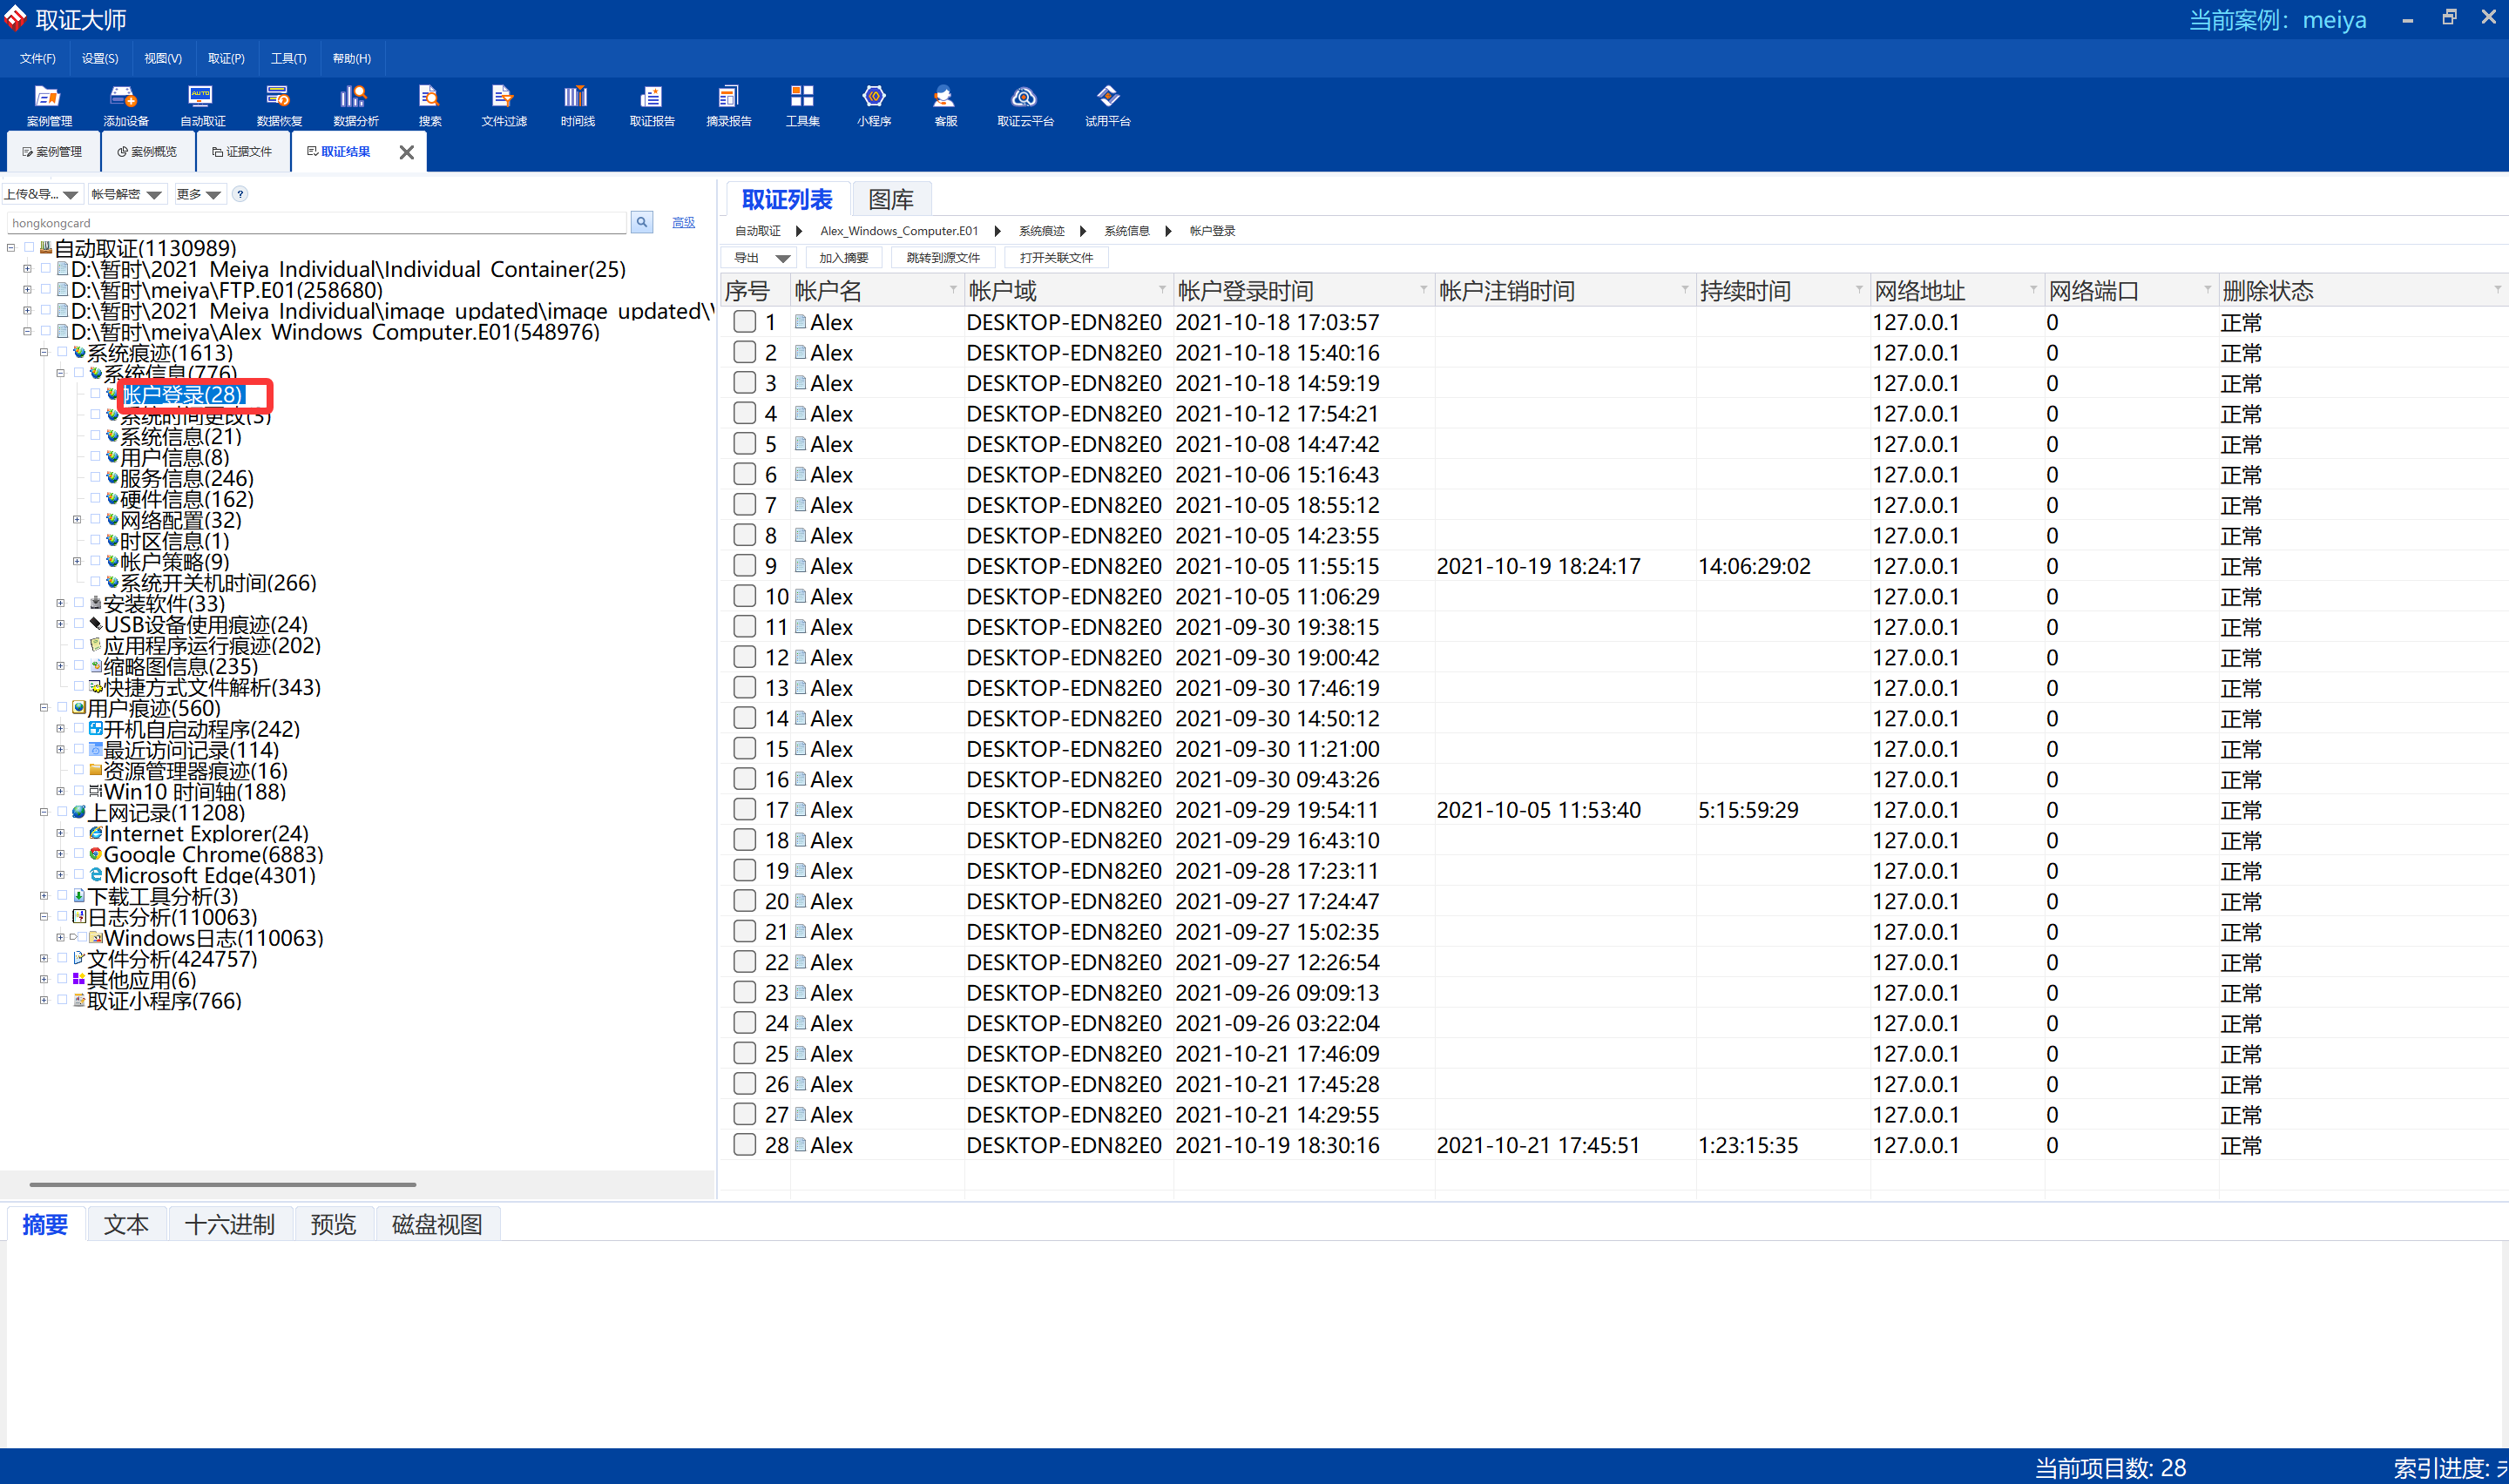 取证大师
当前案例：meiya
文件(F) 设置(S) 视图(V) 取证(P) 工具(T) 帮助(H)
案例管理 添加设备 自动取证 数据恢复 数据分析 搜索 文件过滤 时间线 取证报告 摘录报告 工具集 小程序 客服 取证云平台 试用平台
案例管理 案例概览 证据文件 取证结果
上传&导... 帐号解密 更多 ?
hongkongcard 高级
自动取证(1130989)
D:\暂时\2021 Meiya Individual\Individual Container(25)
D:\暂时\meiya\FTP.E01(258680)
D:\暂时\2021 Meiya Individual\image updated\image updated\
D:\暂时\meiya\Alex Windows Computer.E01(548976)
系统痕迹(1613)
系统信息(776)
帐户登录(28)
系统时间更改(3)
系统信息(21)
用户信息(8)
服务信息(246)
硬件信息(162)
网络配置(32)
时区信息(1)
帐户策略(9)
系统开关机时间(266)
安装软件(33)
USB设备使用痕迹(24)
应用程序运行痕迹(202)
缩略图信息(235)
快捷方式文件解析(343)
用户痕迹(560)
开机自启动程序(242)
最近访问记录(114)
资源管理器痕迹(16)
Win10 时间轴(188)
上网记录(11208)
Internet Explorer(24)
Google Chrome(6883)
Microsoft Edge(4301)
下载工具分析(3)
日志分析(110063)
Windows日志(110063)
文件分析(424757)
其他应用(6)
取证小程序(766)
取证列表 图库
自动取证 Alex_Windows_Computer.E01 系统痕迹 系统信息 帐户登录
导出 加入摘要 跳转到源文件 打开关联文件
序号 帐户名 帐户域 帐户登录时间 帐户注销时间 持续时间 网络地址 网络端口 删除状态
1 Alex DESKTOP-EDN82E0 2021-10-18 17:03:57 127.0.0.1 0 正常
2 Alex DESKTOP-EDN82E0 2021-10-18 15:40:16 127.0.0.1 0 正常
3 Alex DESKTOP-EDN82E0 2021-10-18 14:59:19 127.0.0.1 0 正常
4 Alex DESKTOP-EDN82E0 2021-10-12 17:54:21 127.0.0.1 0 正常
5 Alex DESKTOP-EDN82E0 2021-10-08 14:47:42 127.0.0.1 0 正常
6 Alex DESKTOP-EDN82E0 2021-10-06 15:16:43 127.0.0.1 0 正常
7 Alex DESKTOP-EDN82E0 2021-10-05 18:55:12 127.0.0.1 0 正常
8 Alex DESKTOP-EDN82E0 2021-10-05 14:23:55 127.0.0.1 0 正常
9 Alex DESKTOP-EDN82E0 2021-10-05 11:55:15 2021-10-19 18:24:17 14:06:29:02 127.0.0.1 0 正常
10 Alex DESKTOP-EDN82E0 2021-10-05 11:06:29 127.0.0.1 0 正常
11 Alex DESKTOP-EDN82E0 2021-09-30 19:38:15 127.0.0.1 0 正常
12 Alex DESKTOP-EDN82E0 2021-09-30 19:00:42 127.0.0.1 0 正常
13 Alex DESKTOP-EDN82E0 2021-09-30 17:46:19 127.0.0.1 0 正常
14 Alex DESKTOP-EDN82E0 2021-09-30 14:50:12 127.0.0.1 0 正常
15 Alex DESKTOP-EDN82E0 2021-09-30 11:21:00 127.0.0.1 0 正常
16 Alex DESKTOP-EDN82E0 2021-09-30 09:43:26 127.0.0.1 0 正常
17 Alex DESKTOP-EDN82E0 2021-09-29 19:54:11 2021-10-05 11:53:40 5:15:59:29 127.0.0.1 0 正常
18 Alex DESKTOP-EDN82E0 2021-09-29 16:43:10 127.0.0.1 0 正常
19 Alex DESKTOP-EDN82E0 2021-09-28 17:23:11 127.0.0.1 0 正常
20 Alex DESKTOP-EDN82E0 2021-09-27 17:24:47 127.0.0.1 0 正常
21 Alex DESKTOP-EDN82E0 2021-09-27 15:02:35 127.0.0.1 0 正常
22 Alex DESKTOP-EDN82E0 2021-09-27 12:26:54 127.0.0.1 0 正常
23 Alex DESKTOP-EDN82E0 2021-09-26 09:09:13 127.0.0.1 0 正常
24 Alex DESKTOP-EDN82E0 2021-09-26 03:22:04 127.0.0.1 0 正常
25 Alex DESKTOP-EDN82E0 2021-10-21 17:46:09 127.0.0.1 0 正常
26 Alex DESKTOP-EDN82E0 2021-10-21 17:45:28 127.0.0.1 0 正常
27 Alex DESKTOP-EDN82E0 2021-10-21 14:29:55 127.0.0.1 0 正常
28 Alex DESKTOP-EDN82E0 2021-10-19 18:30:16 2021-10-21 17:45:51 1:23:15:35 127.0.0.1 0 正常
摘要 文本 十六进制 预览 磁盘视图
当前项目数: 28 索引进度: